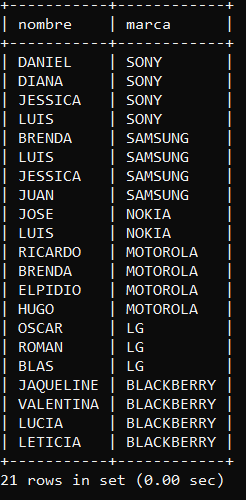 +-----------+------------+
| nombre    | marca      |
+-----------+------------+
| DANIEL    | SONY       |
| DIANA     | SONY       |
| JESSICA   | SONY       |
| LUIS      | SONY       |
| BRENDA    | SAMSUNG    |
| LUIS      | SAMSUNG    |
| JESSICA   | SAMSUNG    |
| JUAN      | SAMSUNG    |
| JOSE      | NOKIA      |
| LUIS      | NOKIA      |
| RICARDO   | MOTOROLA   |
| BRENDA    | MOTOROLA   |
| ELPIDIO   | MOTOROLA   |
| HUGO      | MOTOROLA   |
| OSCAR     | LG         |
| ROMAN     | LG         |
| BLAS      | LG         |
| JAQUELINE | BLACKBERRY |
| VALENTINA | BLACKBERRY |
| LUCIA     | BLACKBERRY |
| LETICIA   | BLACKBERRY |
+-----------+------------+
21 rows in set (0.00 sec)